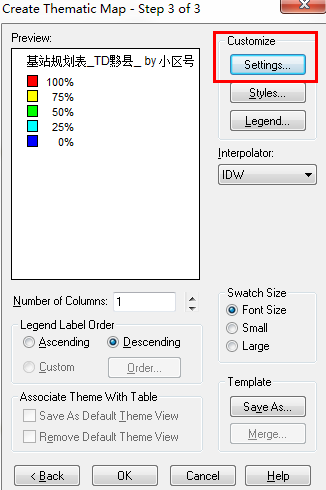 Create Thematic Map - Step 3 of 3
Preview:
基站规划表_TD黟县_ by 小区号
100%
75%
50%
25%
0%
Customize
Settings...
Styles...
Legend...
Interpolator:
IDW
Number of Columns: 1
Legend Label Order
Ascending
Descending
Custom
Order...
Swatch Size
Font Size
Small
Large
Associate Theme With Table
Save As Default Theme View
Remove Default Theme View
Template
Save As...
Merge...
< Back
OK
Cancel
Help